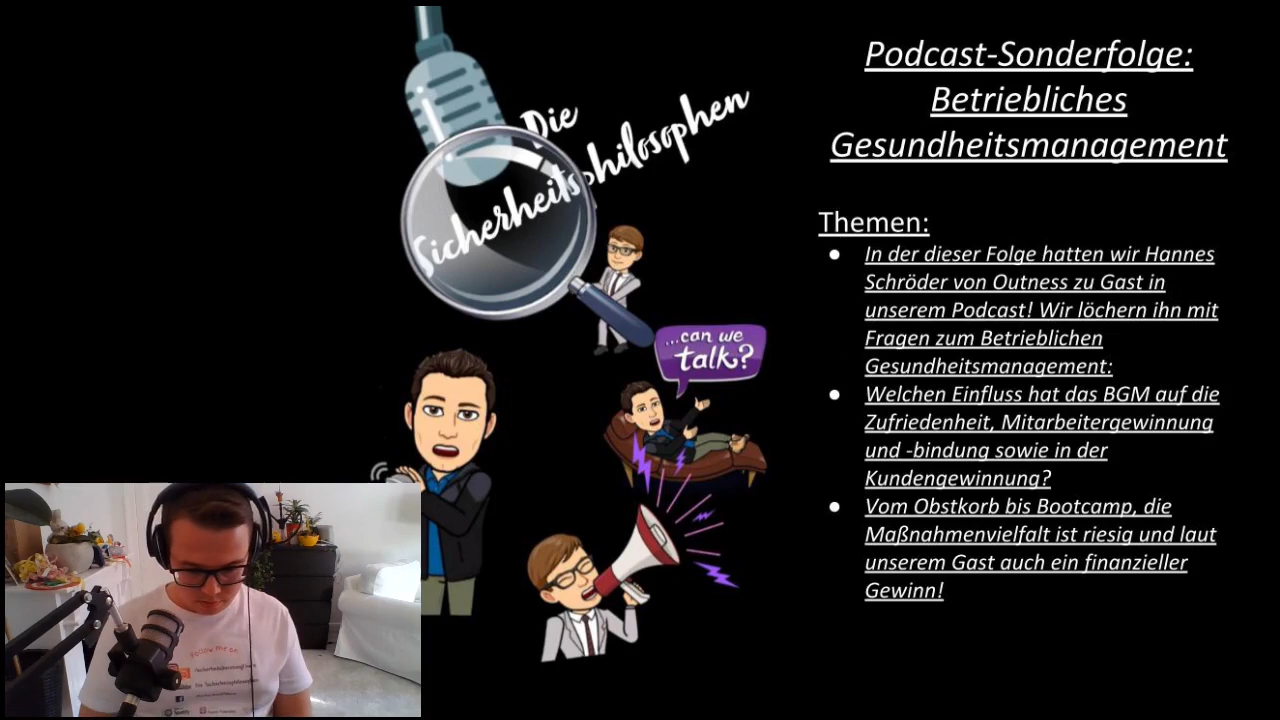 Die
Sicherheitsphilosophen
...can we
talk?
Podcast-Sonderfolge:
Betriebliches
Gesundheitsmanagement
Themen:
● In der dieser Folge hatten wir Hannes
Schröder von Outness zu Gast in
unserem Podcast! Wir löchern ihn mit
Fragen zum Betrieblichen
Gesundheitsmanagement:
● Welchen Einfluss hat das BGM auf die
Zufriedenheit, Mitarbeitergewinnung
und -bindung sowie in der
Kundengewinnung?
● Vom Obstkorb bis Bootcamp, die
Maßnahmenvielfalt ist riesig und laut
unserem Gast auch ein finanzieller
Gewinn!
Follow me on: